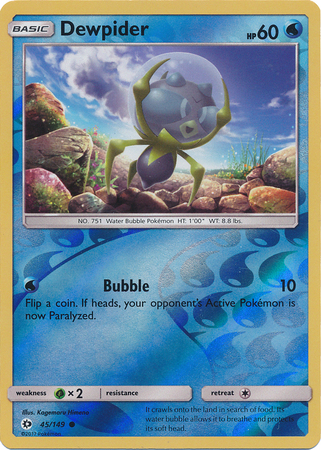 BASIC
Dewpider
HP60
NO. 751 Water Bubble Pokémon HT: 1'00" WT: 8.8 lbs.
Bubble 10
Flip a coin. If heads, your opponent's Active Pokémon is
now Paralyzed.
weakness ×2 resistance retreat
Illus. Kagemaru Himeno
45/149
It crawls onto the land in search of food. Its
water bubble allows it to breathe and protects
its soft head.
©2017 Pokémon